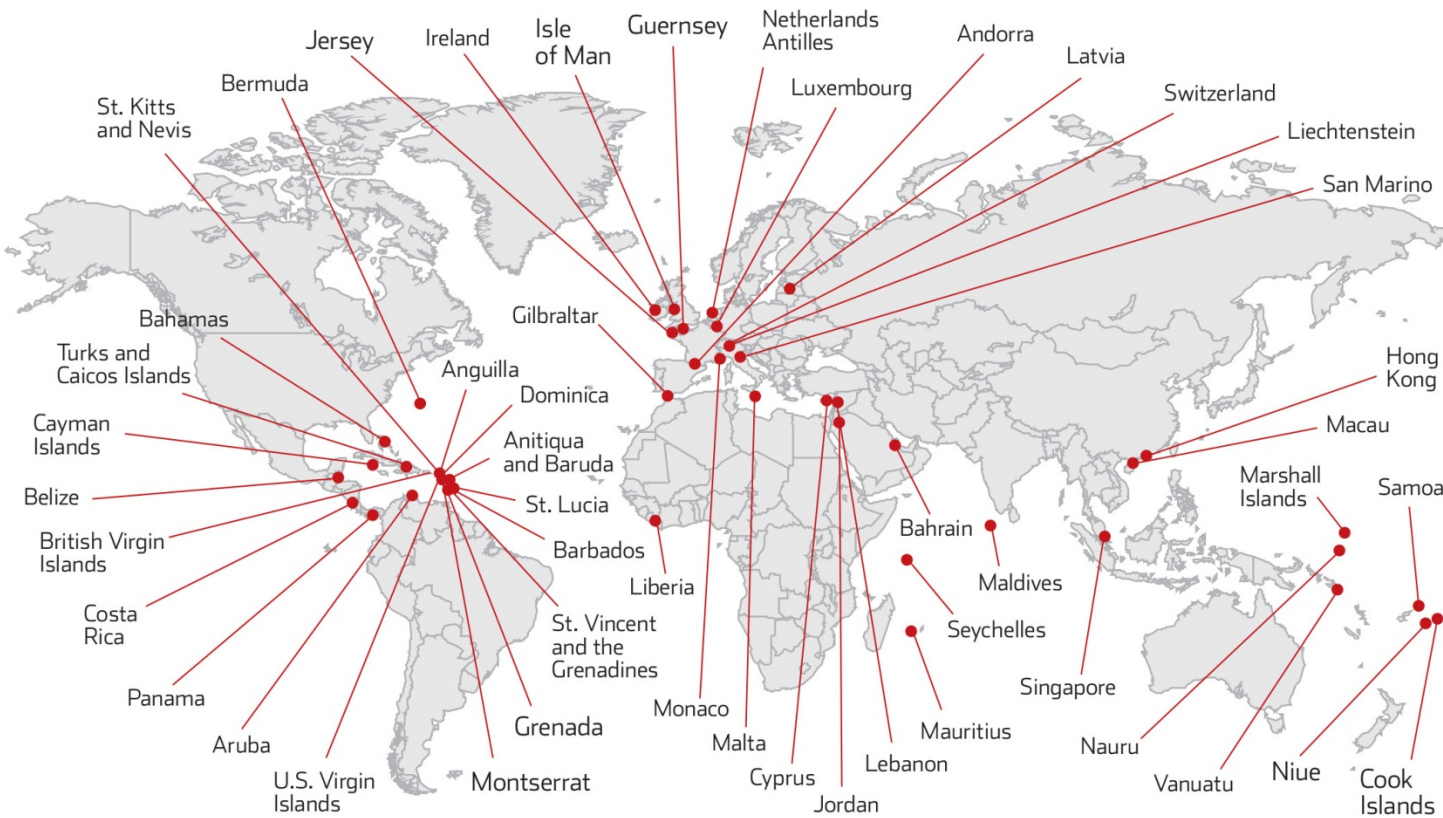 Jersey
Ireland
Isle
of Man
Guernsey
Netherlands
Antilles
Andorra
Latvia
Bermuda
Luxembourg
Switzerland
St. Kitts
and Nevis
Liechtenstein
San Marino
Bahamas
Gilbraltar
Turks and
Caicos Islands
Anguilla
Hong
Kong
Dominica
Cayman
Islands
Macau
Anitiqua
and Baruda
Marshall
Islands
Samoa
Belize
St. Lucia
British Virgin
Islands
Barbados
Bahrain
Liberia
Maldives
Costa
Rica
St. Vincent
and the
Grenadines
Seychelles
Panama
Singapore
Monaco
Mauritius
Grenada
Aruba
Malta
Nauru
Lebanon
U.S. Virgin
Islands
Montserrat
Cyprus
Vanuatu
Niue
Cook
Islands
Jordan